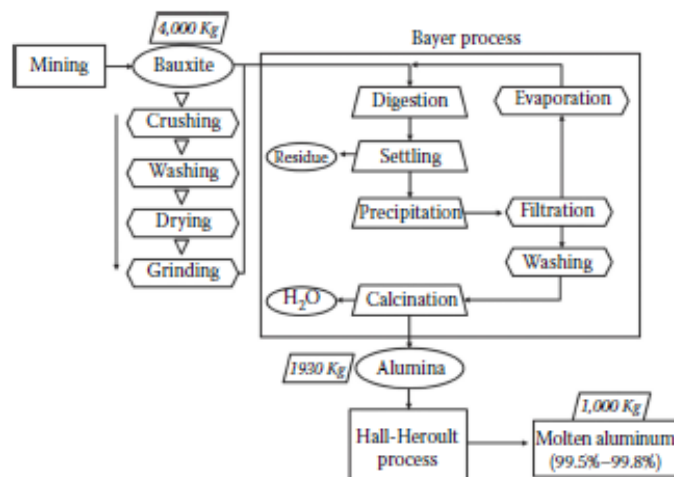 4,000 Kg
Bayer process
Mining
Bauxite
Digestion
Evaporation
Crushing
Residue
Settling
Washing
Precipitation
Filtration
Drying
Washing
Grinding
H₂O
Calcination
1930 Kg
Alumina
1,000 Kg
Hall-Heroult
process
Molten aluminum
(99.5%–99.8%)